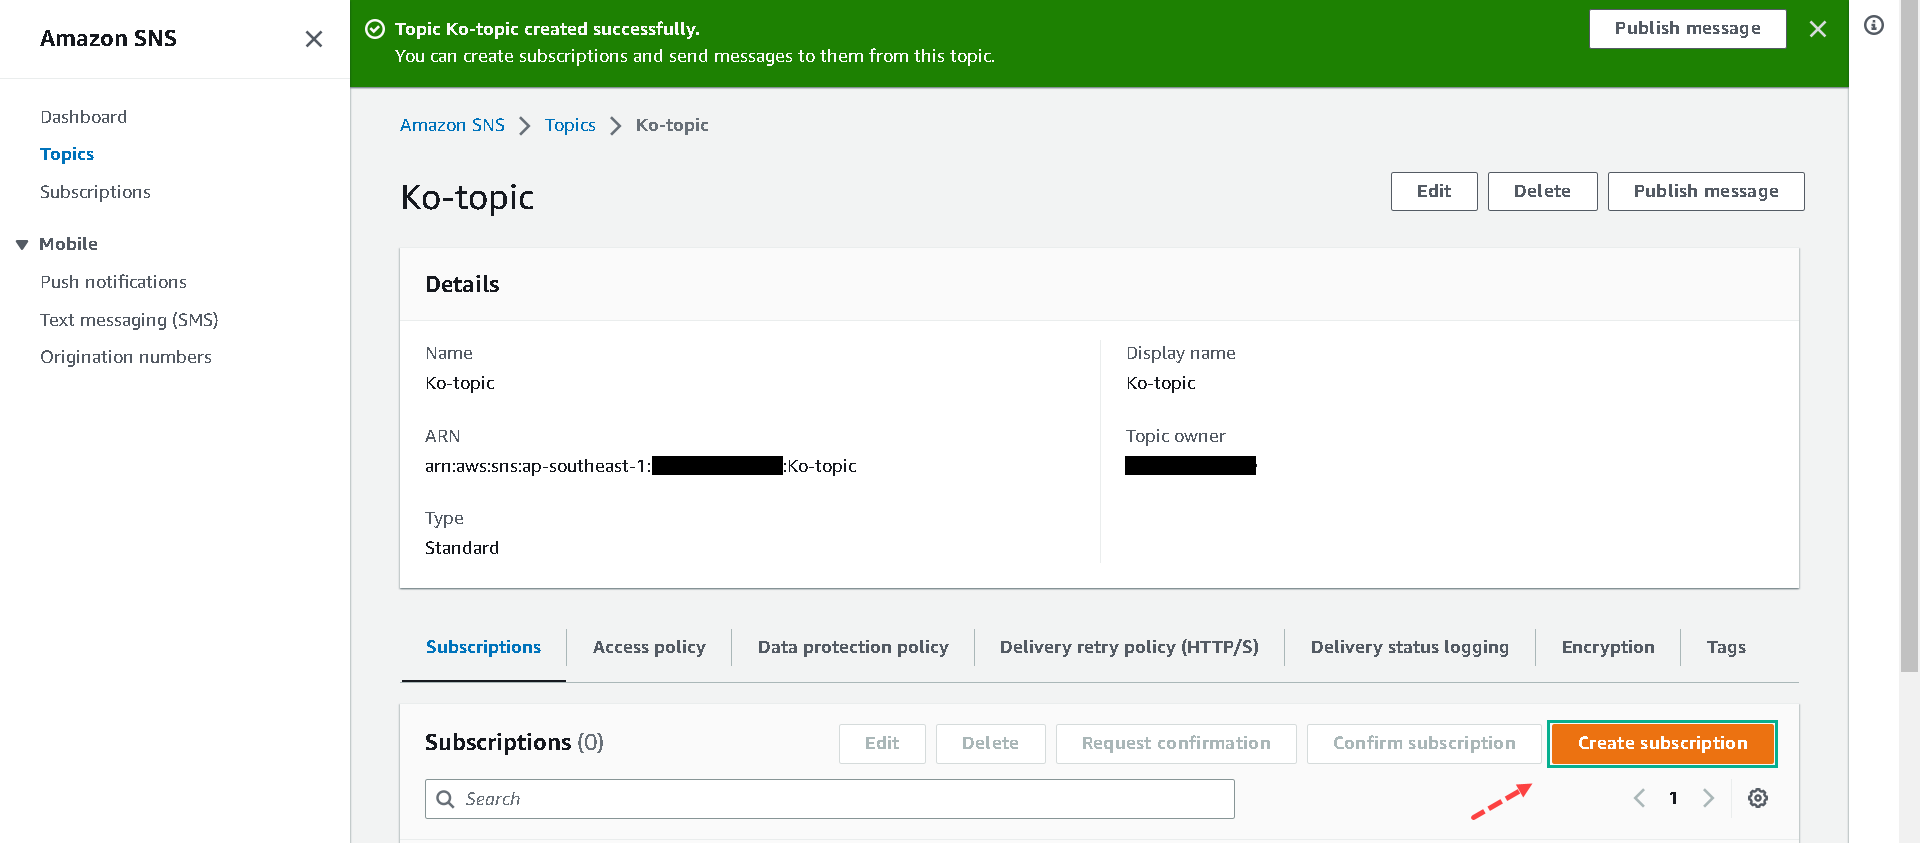 Amazon SNS
Dashboard
Topics
Subscriptions
Mobile
Push notifications
Text messaging (SMS)
Origination numbers
Topic Ko-topic created successfully.
You can create subscriptions and send messages to them from this topic.
Publish message
Amazon SNS Topics Ko-topic
Ko-topic
Edit Delete Publish message
Details
Name
Ko-topic
ARN
arn:aws:sns:ap-southeast-1: :Ko-topic
Type
Standard
Display name
Ko-topic
Topic owner
Subscriptions Access policy Data protection policy Delivery retry policy (HTTP/S) Delivery status logging Encryption Tags
Subscriptions (0)
Edit Delete Request confirmation Confirm subscription Create subscription
Search
1